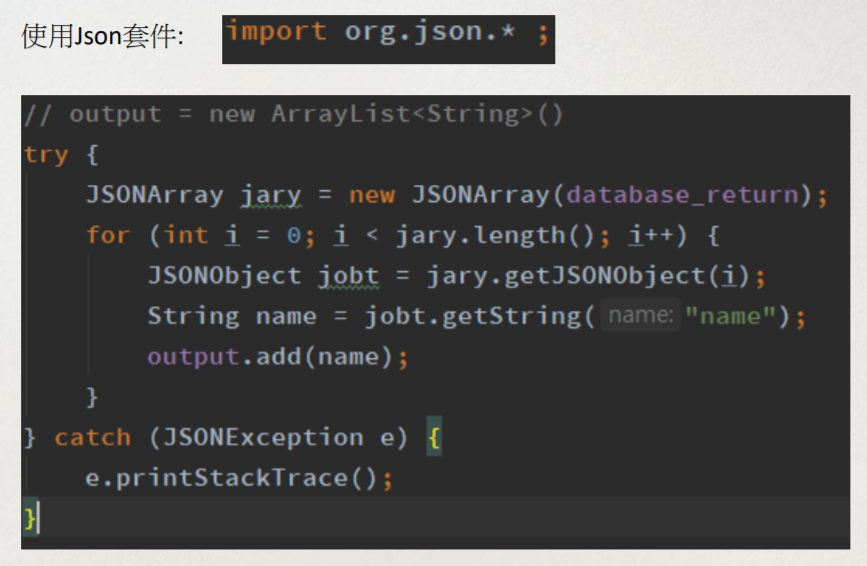 使用Json套件: import org.json.* ;
// output = new ArrayList<String>()
try {
    JSONArray jary = new JSONArray(database_return);
    for (int i = 0; i < jary.length(); i++) {
        JSONObject jobt = jary.getJSONObject(i);
        String name = jobt.getString( name: "name");
        output.add(name);
    }
} catch (JSONException e) {
    e.printStackTrace();
}